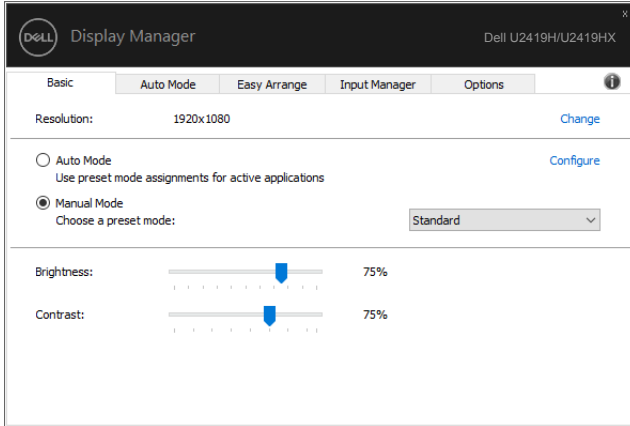 x
DELL Display Manager Dell U2419H/U2419HX
Basic Auto Mode Easy Arrange Input Manager Options i
Resolution: 1920x1080 Change
Auto Mode Configure
Use preset mode assignments for active applications
Manual Mode
Choose a preset mode: Standard
Brightness: 75%
Contrast: 75%